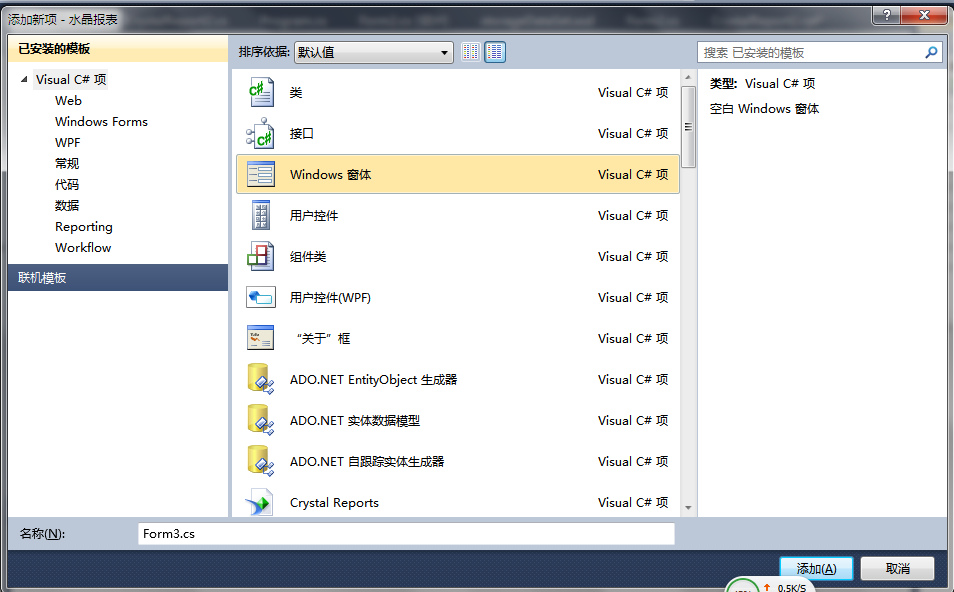 添加新项 - 水晶报表
已安装的模板
Visual C# 项
Web
Windows Forms
WPF
常规
代码
数据
Reporting
Workflow
联机模板
排序依据: 默认值
类 Visual C# 项
接口 Visual C# 项
Windows 窗体 Visual C# 项
用户控件 Visual C# 项
组件类 Visual C# 项
用户控件(WPF) Visual C# 项
“关于”框 Visual C# 项
ADO.NET EntityObject 生成器 Visual C# 项
ADO.NET 实体数据模型 Visual C# 项
ADO.NET 自跟踪实体生成器 Visual C# 项
Crystal Reports Visual C# 项
搜索 已安装的模板
类型: Visual C# 项
空白 Windows 窗体
名称(N): Form3.cs
添加(A) 取消
0.5K/S